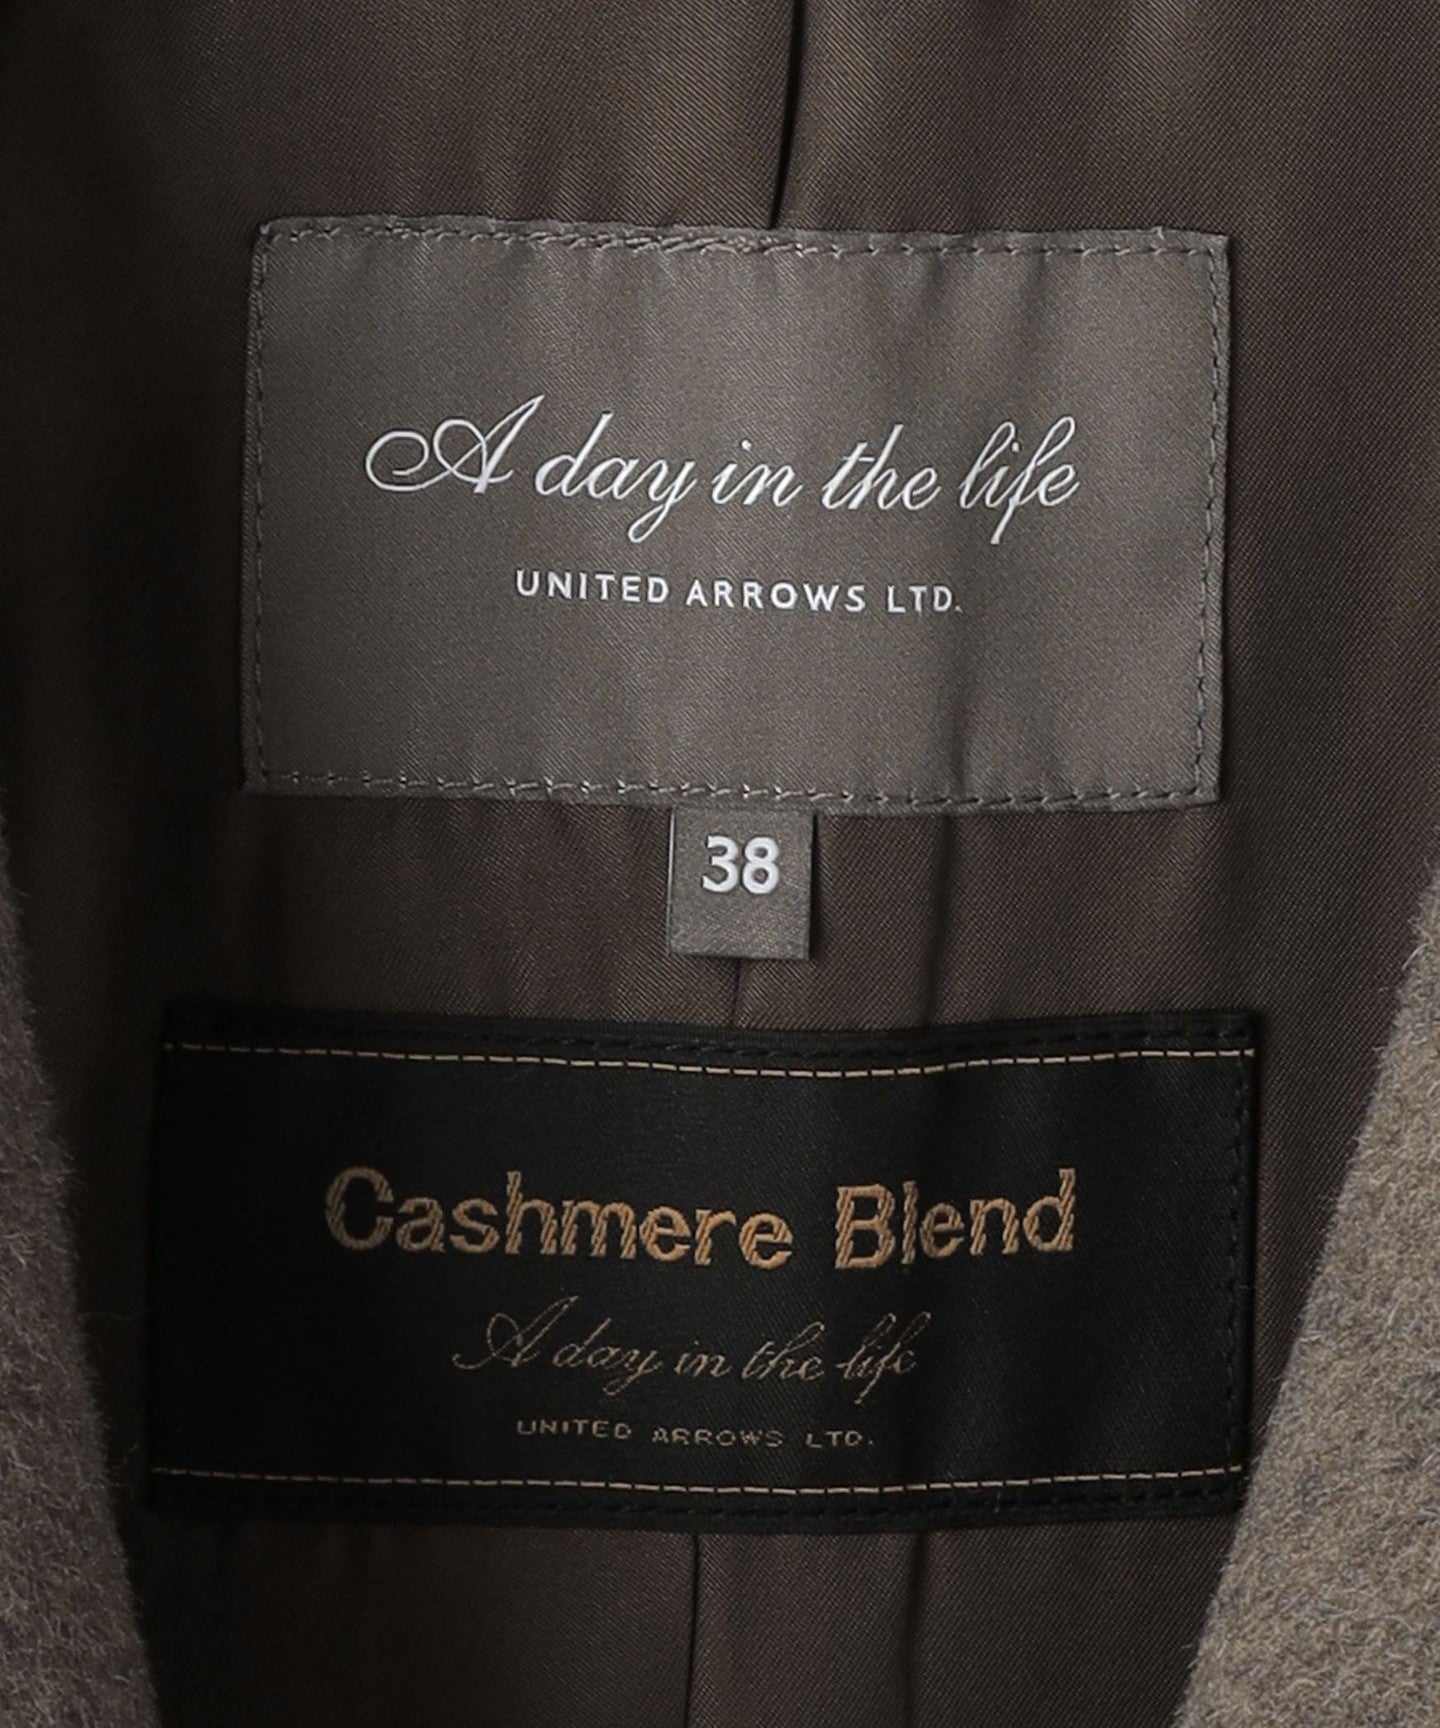 A day in the life
UNITED ARROWS LTD.
38
Cashmere Blend
A day in the life
UNITED ARROWS LTD.